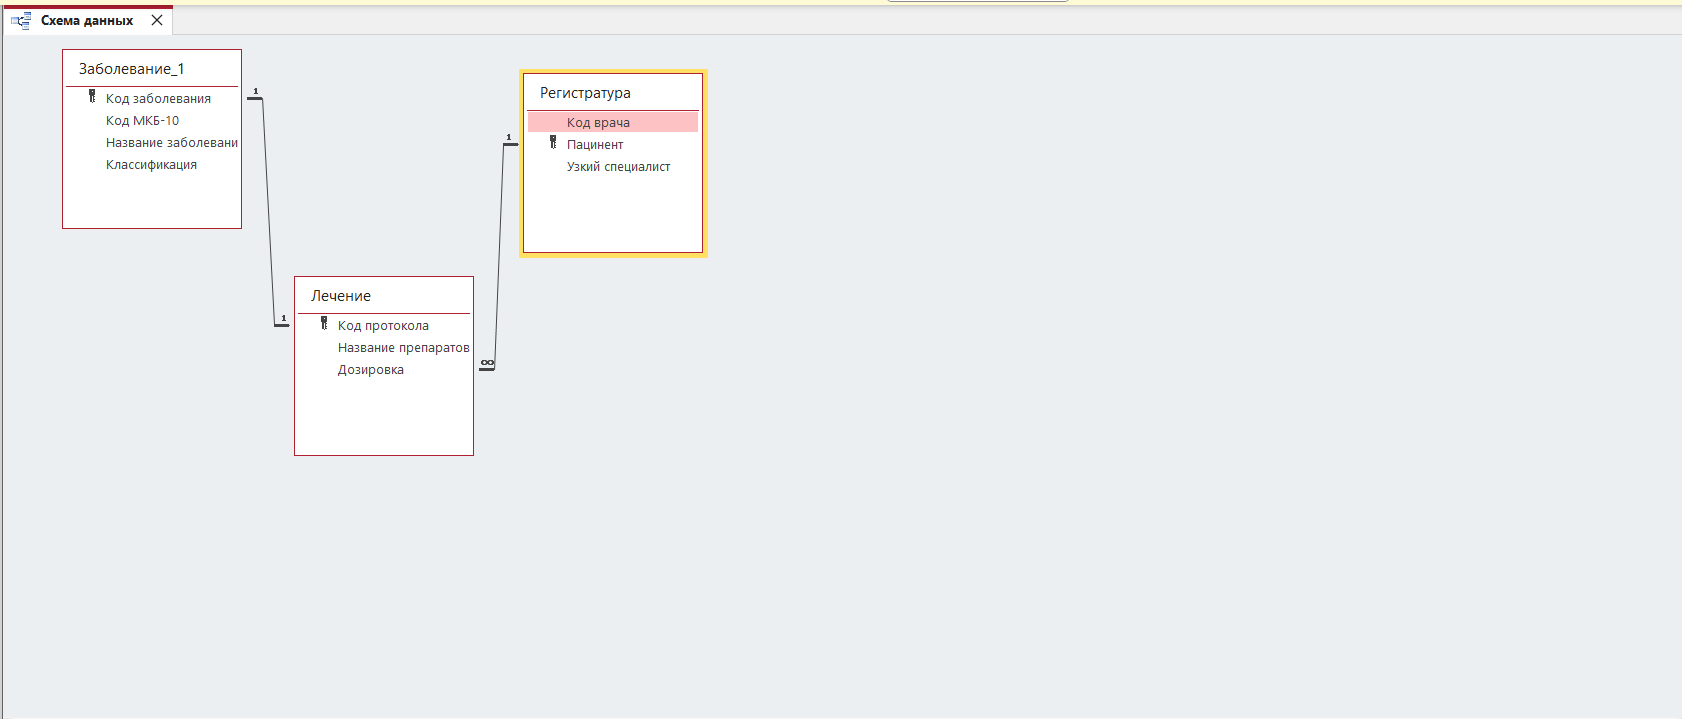 Схема данных
Заболевание_1
1
Код заболевания
Код МКБ-10
Название заболевани
Классификация
Регистратура
Код врача
1
Пацинент
Узкий специалист
Лечение
1
Код протокола
Название препаратов
Дозировка
∞